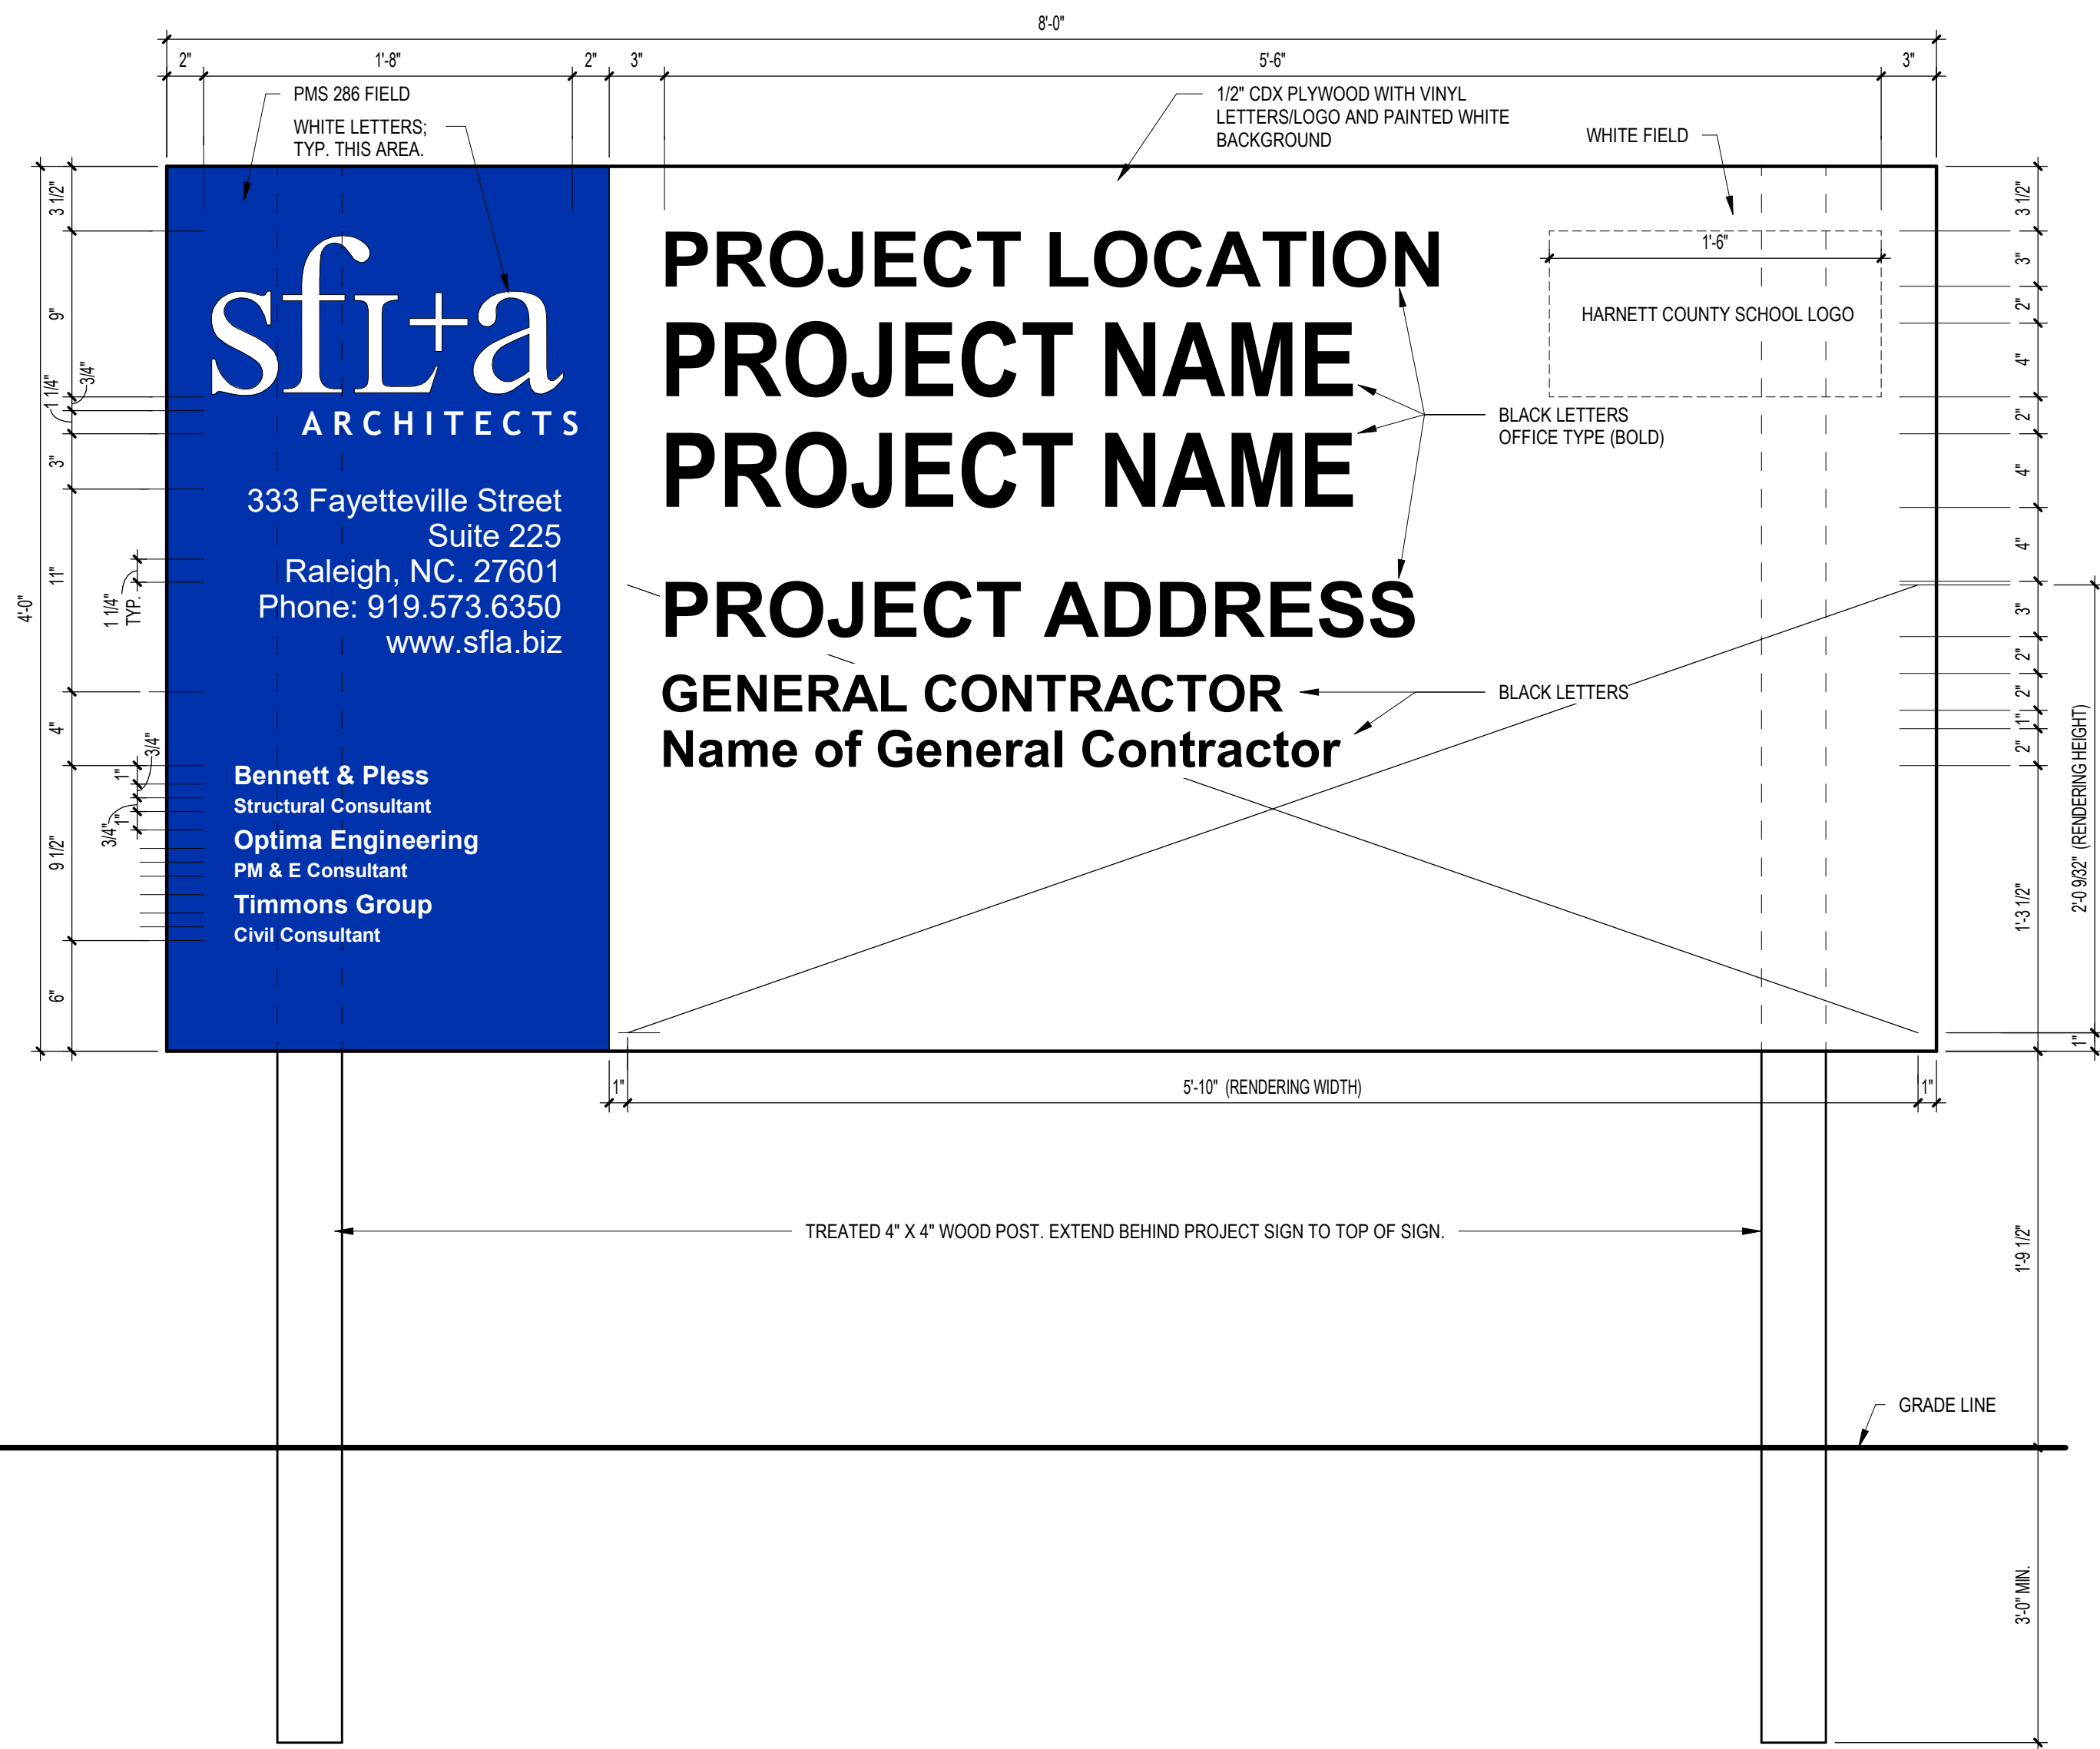 8'-0"
2"
1'-8"
2"
3"
5'-6"
3"
PMS 286 FIELD
WHITE LETTERS;
TYP. THIS AREA.
1/2" CDX PLYWOOD WITH VINYL
LETTERS/LOGO AND PAINTED WHITE
BACKGROUND
WHITE FIELD
4'-0"
3 1/2"
9"
3/4"
1 1/4"
3"
11"
1 1/4"
TYP.
4"
3/4"
1"
1"
3/4"
9 1/2"
6"
sfL+a
ARCHITECTS
333 Fayetteville Street
Suite 225
Raleigh, NC. 27601
Phone: 919.573.6350
www.sfla.biz
Bennett & Pless
Structural Consultant
Optima Engineering
PM & E Consultant
Timmons Group
Civil Consultant
PROJECT LOCATION
PROJECT NAME
PROJECT NAME
PROJECT ADDRESS
GENERAL CONTRACTOR
Name of General Contractor
1'-6"
HARNETT COUNTY SCHOOL LOGO
BLACK LETTERS
OFFICE TYPE (BOLD)
BLACK LETTERS
3 1/2"
3"
2"
4"
2"
4"
4"
3"
2"
2"
1"
2"
1'-3 1/2"
2'-0 9/32" (RENDERING HEIGHT)
1"
1"
5'-10" (RENDERING WIDTH)
1"
TREATED 4" X 4" WOOD POST. EXTEND BEHIND PROJECT SIGN TO TOP OF SIGN.
1'-9 1/2"
GRADE LINE
3'-0" MIN.